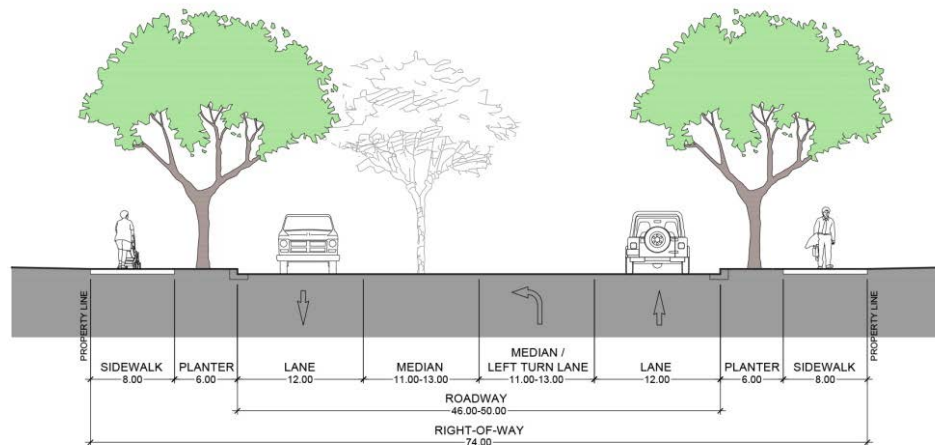 PROPERTY LINE
PROPERTY LINE
SIDEWALK
8.00
PLANTER
6.00
LANE
12.00
MEDIAN
11.00-13.00
MEDIAN /
LEFT TURN LANE
11.00-13.00
LANE
12.00
PLANTER
6.00
SIDEWALK
8.00
ROADWAY
46.00-50.00
RIGHT-OF-WAY
74.00